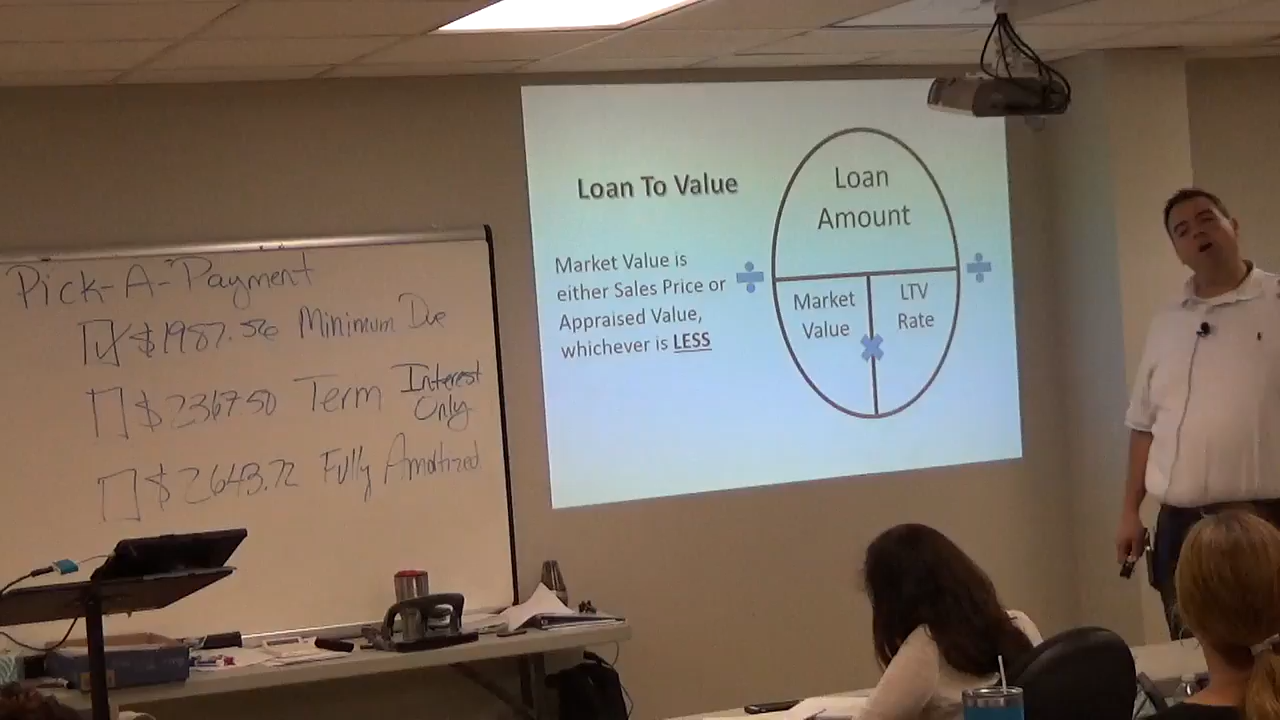 Pick-A-Payment
$1987.56 Minimum Due
$2367.50 Term Interest Only
$2643.72 Fully Amortized
Loan To Value
Market Value is
either Sales Price or
Appraised Value,
whichever is LESS
Loan
Amount
Market
Value
LTV
Rate